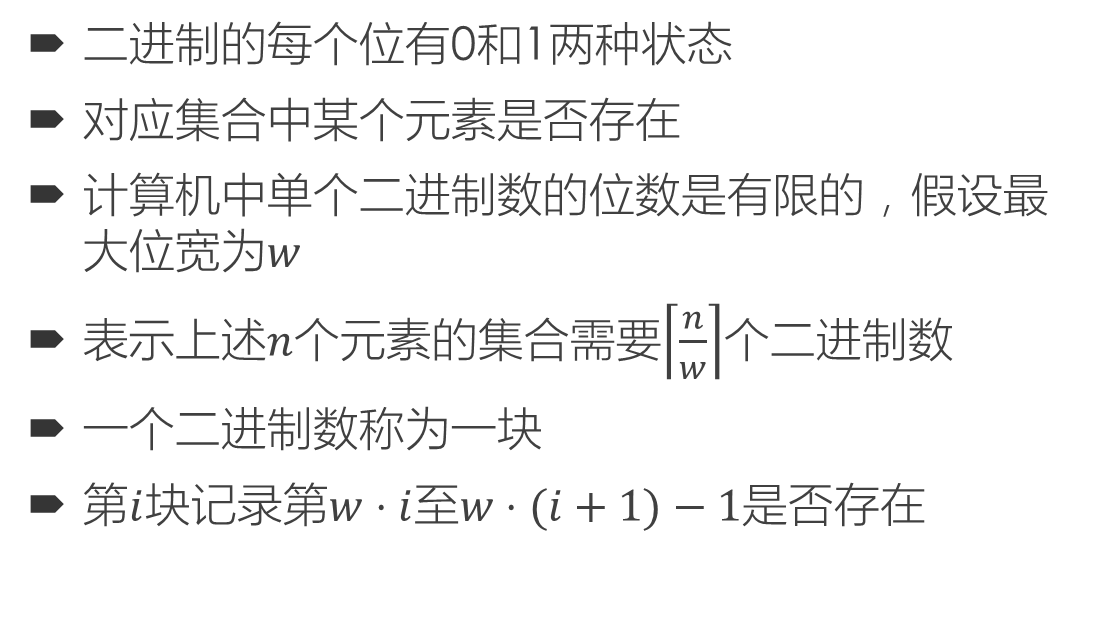 二进制的每个位有0和1两种状态
对应集合中某个元素是否存在
计算机中单个二进制数的位数是有限的，假设最
大位宽为w
表示上述n个元素的集合需要⌈n/w⌉个二进制数
一个二进制数称为一块
第i块记录第w · i至w · (i + 1) − 1是否存在